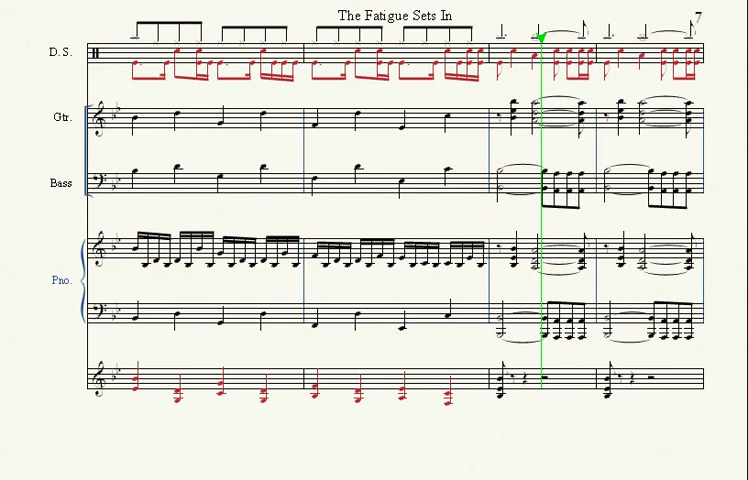 The Fatigue Sets In
7
D. S.
Gtr.
Bass
Pno.